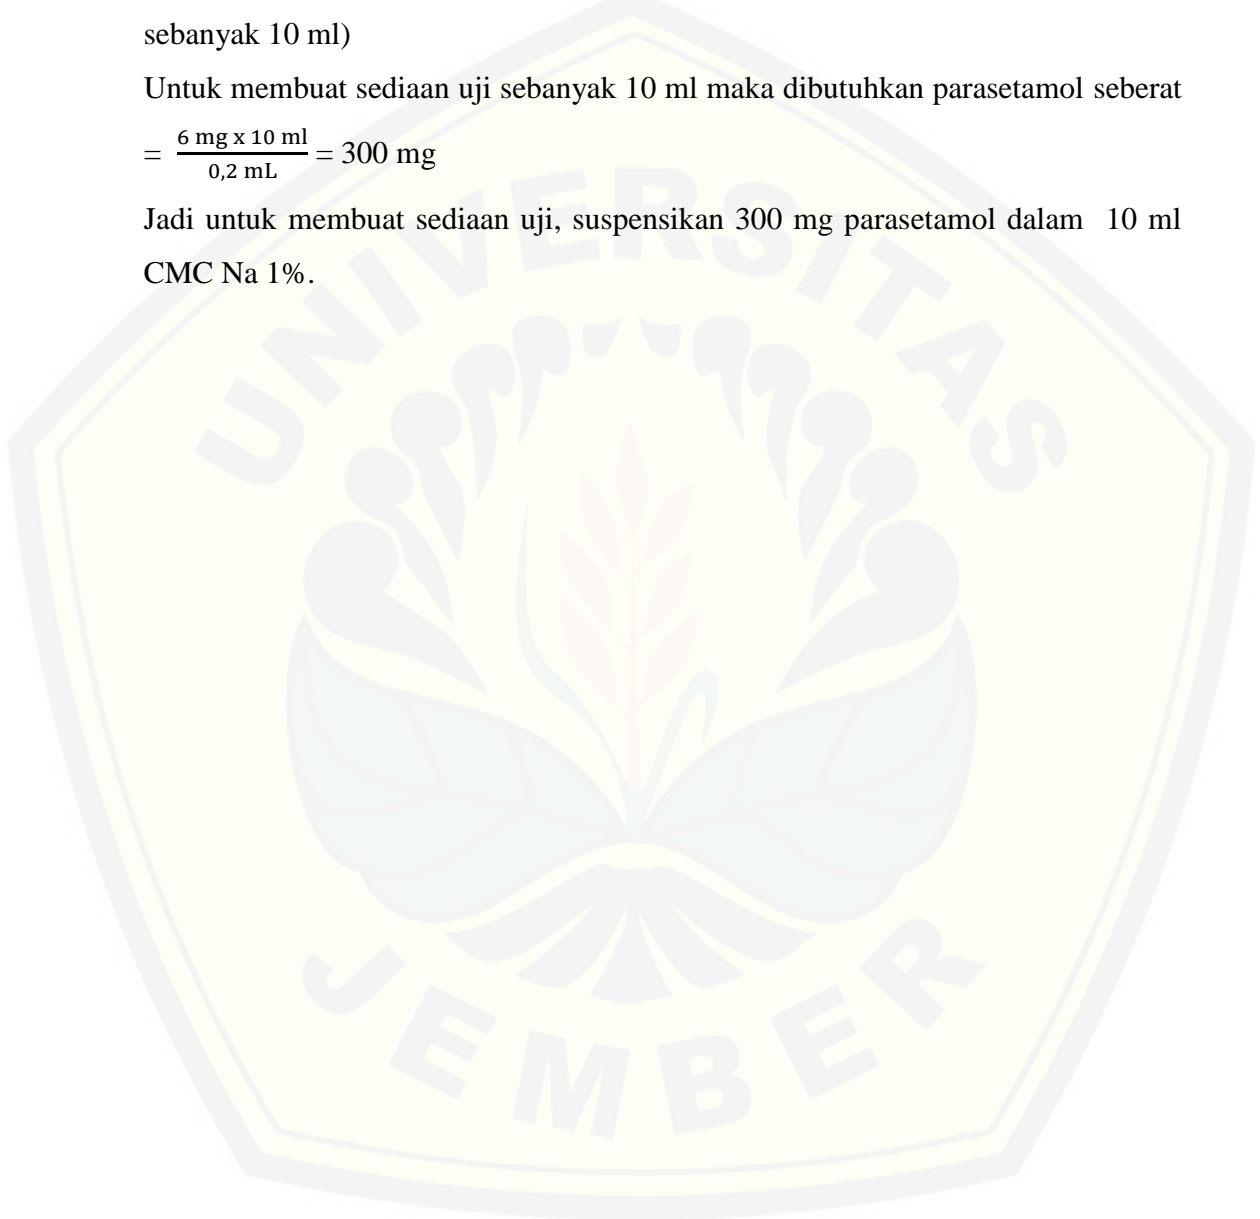 sebanyak 10 ml)
Untuk membuat sediaan uji sebanyak 10 ml maka dibutuhkan parasetamol seberat
= 6 mg x 10 ml / 0,2 mL = 300 mg
Jadi untuk membuat sediaan uji, suspensikan 300 mg parasetamol dalam 10 ml
CMC Na 1%.
UNIVERSITAS
JEMBER